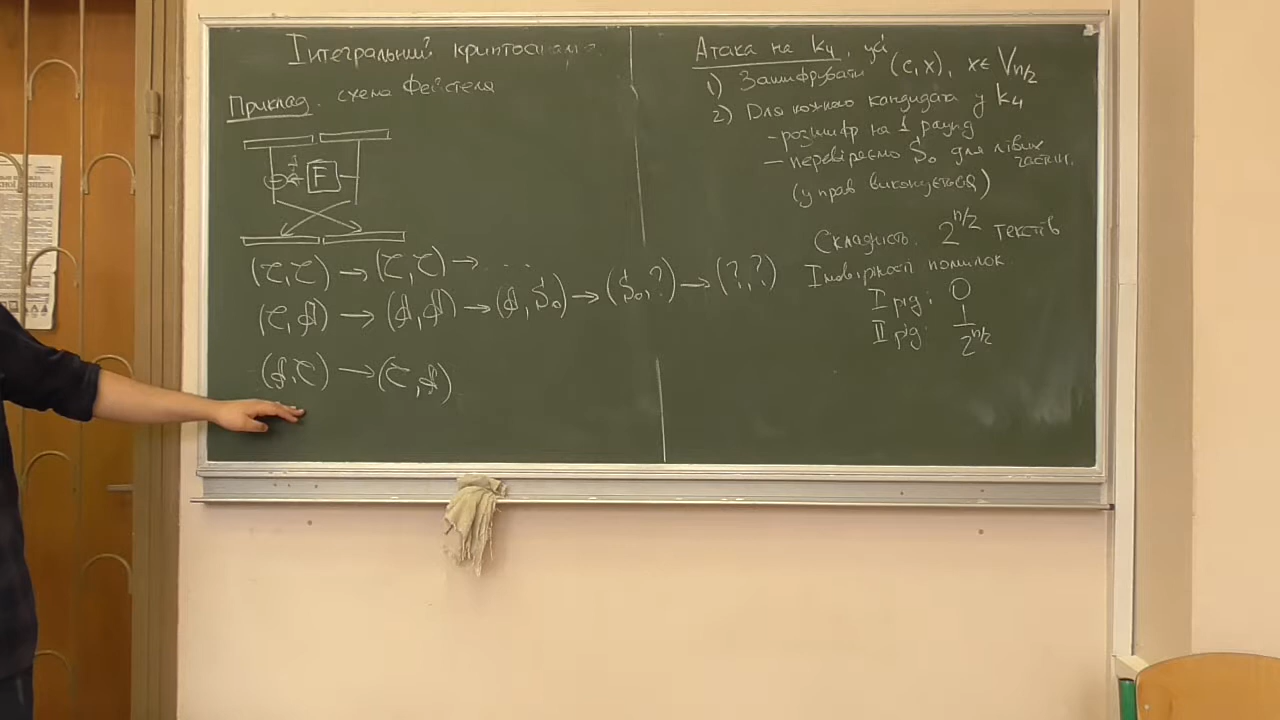 Інтегральний криптоаналіз.
Приклад. схема Фейстеля
F
(C, C) → (C, C) → ....
(C, A) → (A, A) → (A, S₀) → (S₀, ?) → (?, ?)
(A, C) → (C, A)
Атака на k₄, усі
1) Зашифрувати (c, x), x ∈ V_{n/2}
2) Для кожного кандидата у k₄
- розшифр на 1 раунд
- перевіряємо S₀ для лівих частин.
(у прав виконується)
Складність. 2^{n/2} текстів
Імовірності помилок.
I рід: 0
II рід: 1/2^{n/2}